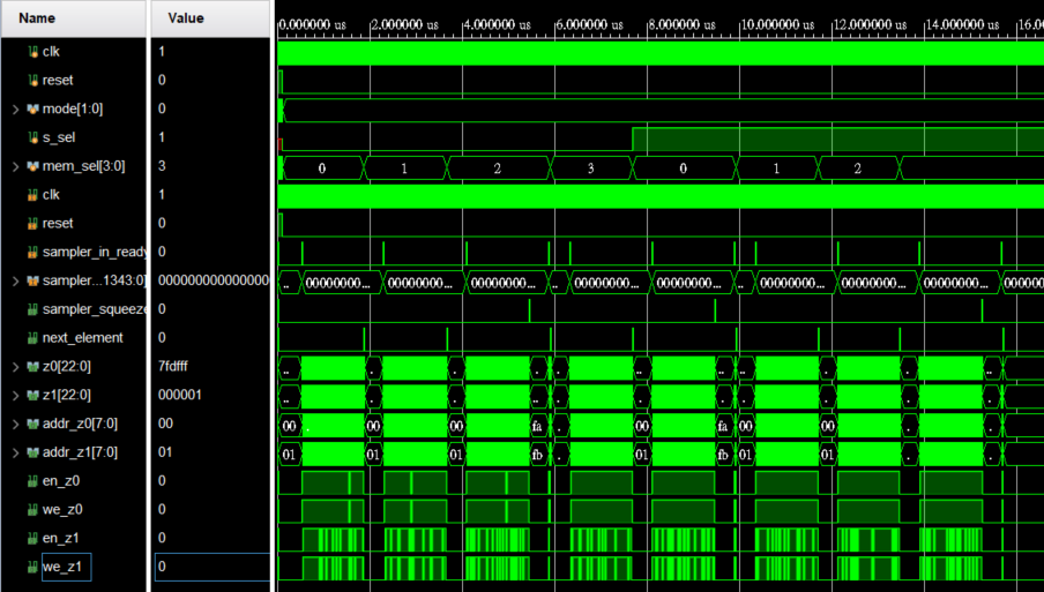 Name Value 0.000000 us 2.000000 us 4.000000 us 6.000000 us 8.000000 us 10.000000 us 12.000000 us 14.000000 us 16.0
clk 1
reset 0
mode[1:0] 0
s_sel 1
mem_sel[3:0] 3 0 1 2 3 0 1 2
clk 1
reset 0
sampler_in_ready 0
sampler...1343:0] 0000000000000000 .. 00000000... 00000000... 00000000... .. 00000000... 00000000... .. 00000000... 00000000... 00000000... 00000
sampler_squeeze 0
next_element 0
z0[22:0] 7fdfff .. . . . . .. .. .. . . ..
z1[22:0] 000001 .. . . .. . .. . .. . . ..
addr_z0[7:0] 00 00 . 00 00 fa . 00 fa 00 00 . .
addr_z1[7:0] 01 01 01 01 fb . 01 fb 01 01 . .
en_z0 0
we_z0 0
en_z1 0
we_z1 0